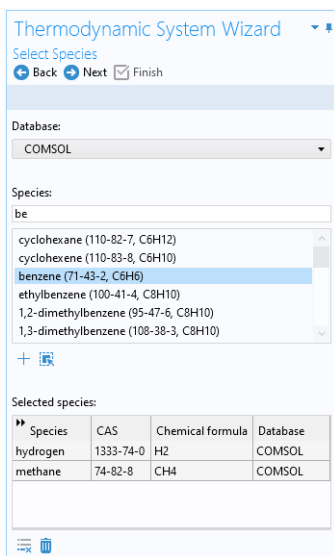 Thermodynamic System Wizard
Select Species
Back Next Finish
Database:
COMSOL
Species:
be
cyclohexane (110-82-7, C6H12)
cyclohexene (110-83-8, C6H10)
benzene (71-43-2, C6H6)
ethylbenzene (100-41-4, C8H10)
1,2-dimethylbenzene (95-47-6, C8H10)
1,3-dimethylbenzene (108-38-3, C8H10)
Selected species:
Species CAS Chemical formula Database
hydrogen 1333-74-0 H2 COMSOL
methane 74-82-8 CH4 COMSOL